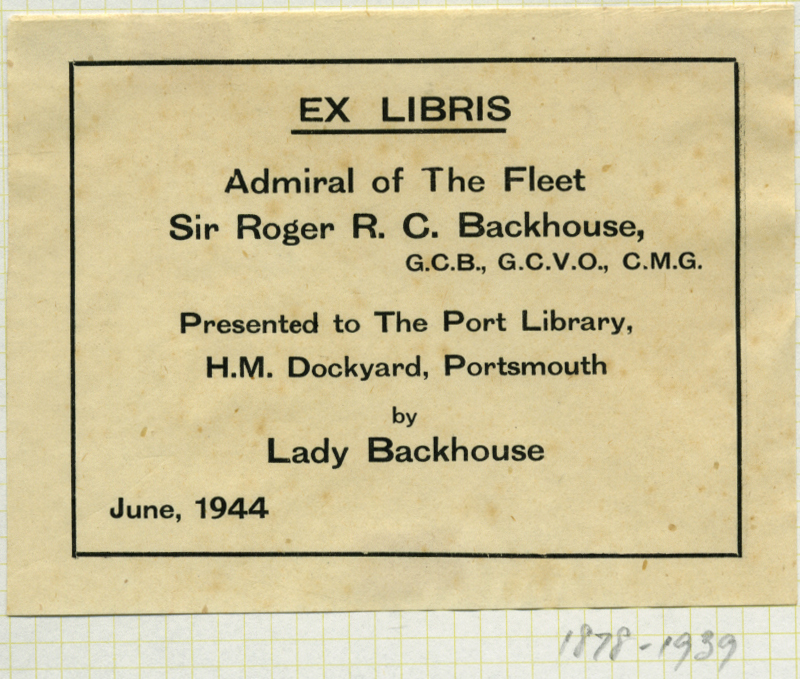 EX LIBRIS
Admiral of The Fleet
Sir Roger R. C. Backhouse,
G.C.B., G.C.V.O., C.M.G.
Presented to The Port Library,
H.M. Dockyard, Portsmouth
by
Lady Backhouse
June, 1944
1878-1939